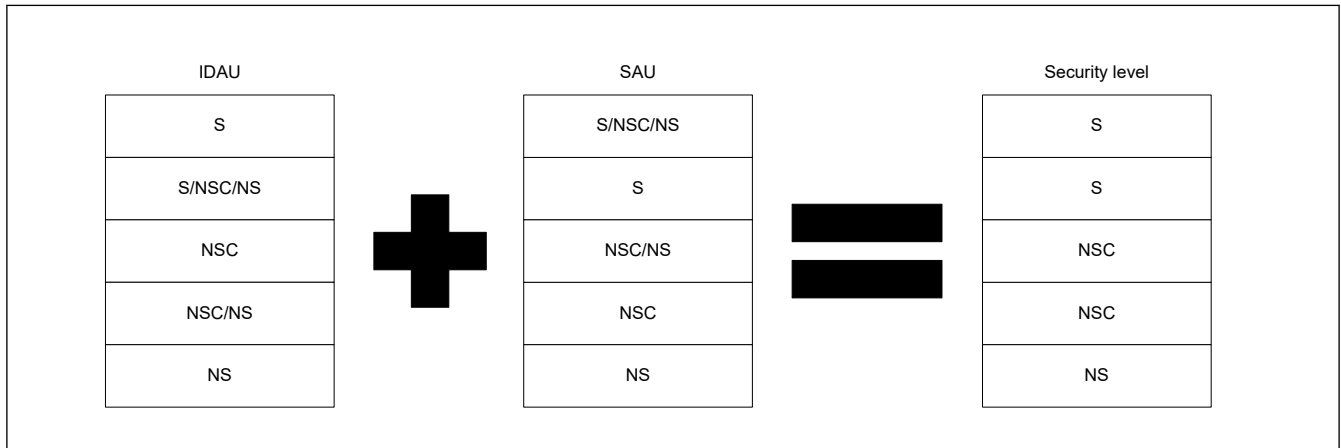 IDAU
SAU
Security level
S
S/NSC/NS
S
S/NSC/NS
S
S
NSC
NSC/NS
NSC
NSC/NS
NSC
NSC
NS
NS
NS